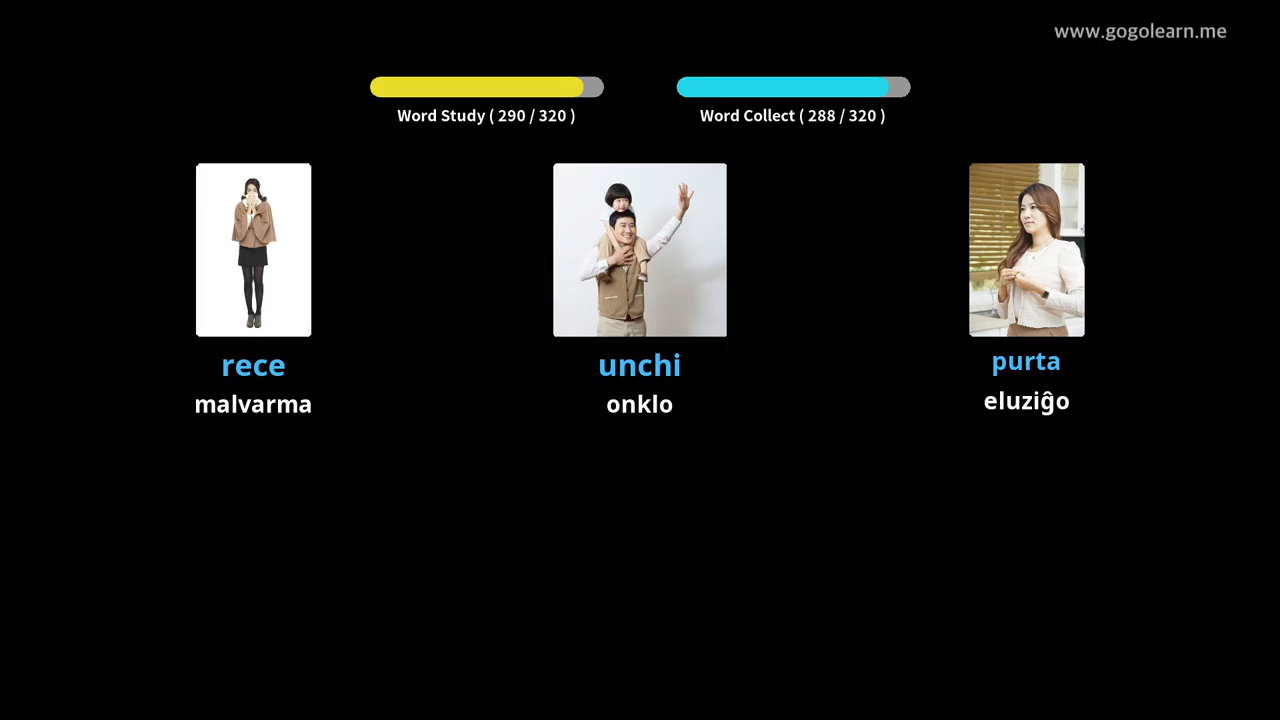 www.gogolearn.me
Word Study ( 290 / 320 )
Word Collect ( 288 / 320 )
rece
unchi
purta
malvarma
onklo
eluziĝo